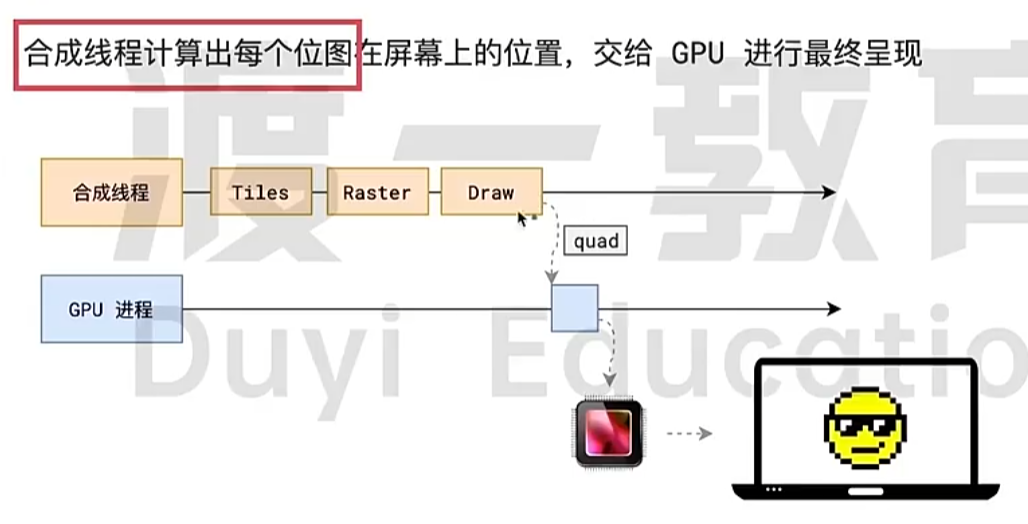 合成线程计算出每个位图在屏幕上的位置，交给 GPU 进行最终呈现
渡一教育
合成线程
Tiles
Raster
Draw
quad
GPU 进程
Duyi Educatio